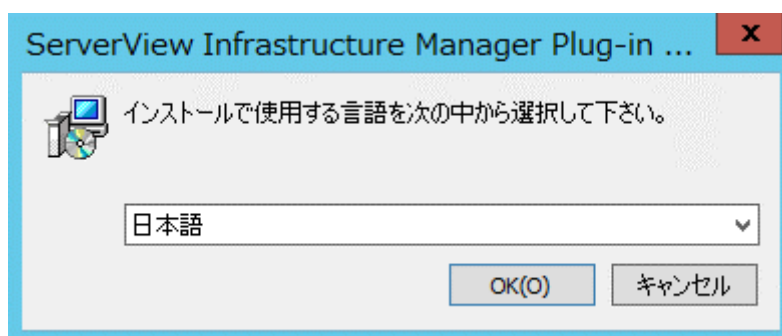 ServerView Infrastructure Manager Plug-in ...
インストールで使用する言語を次の中から選択して下さい。
日本語
OK(O)
キャンセル